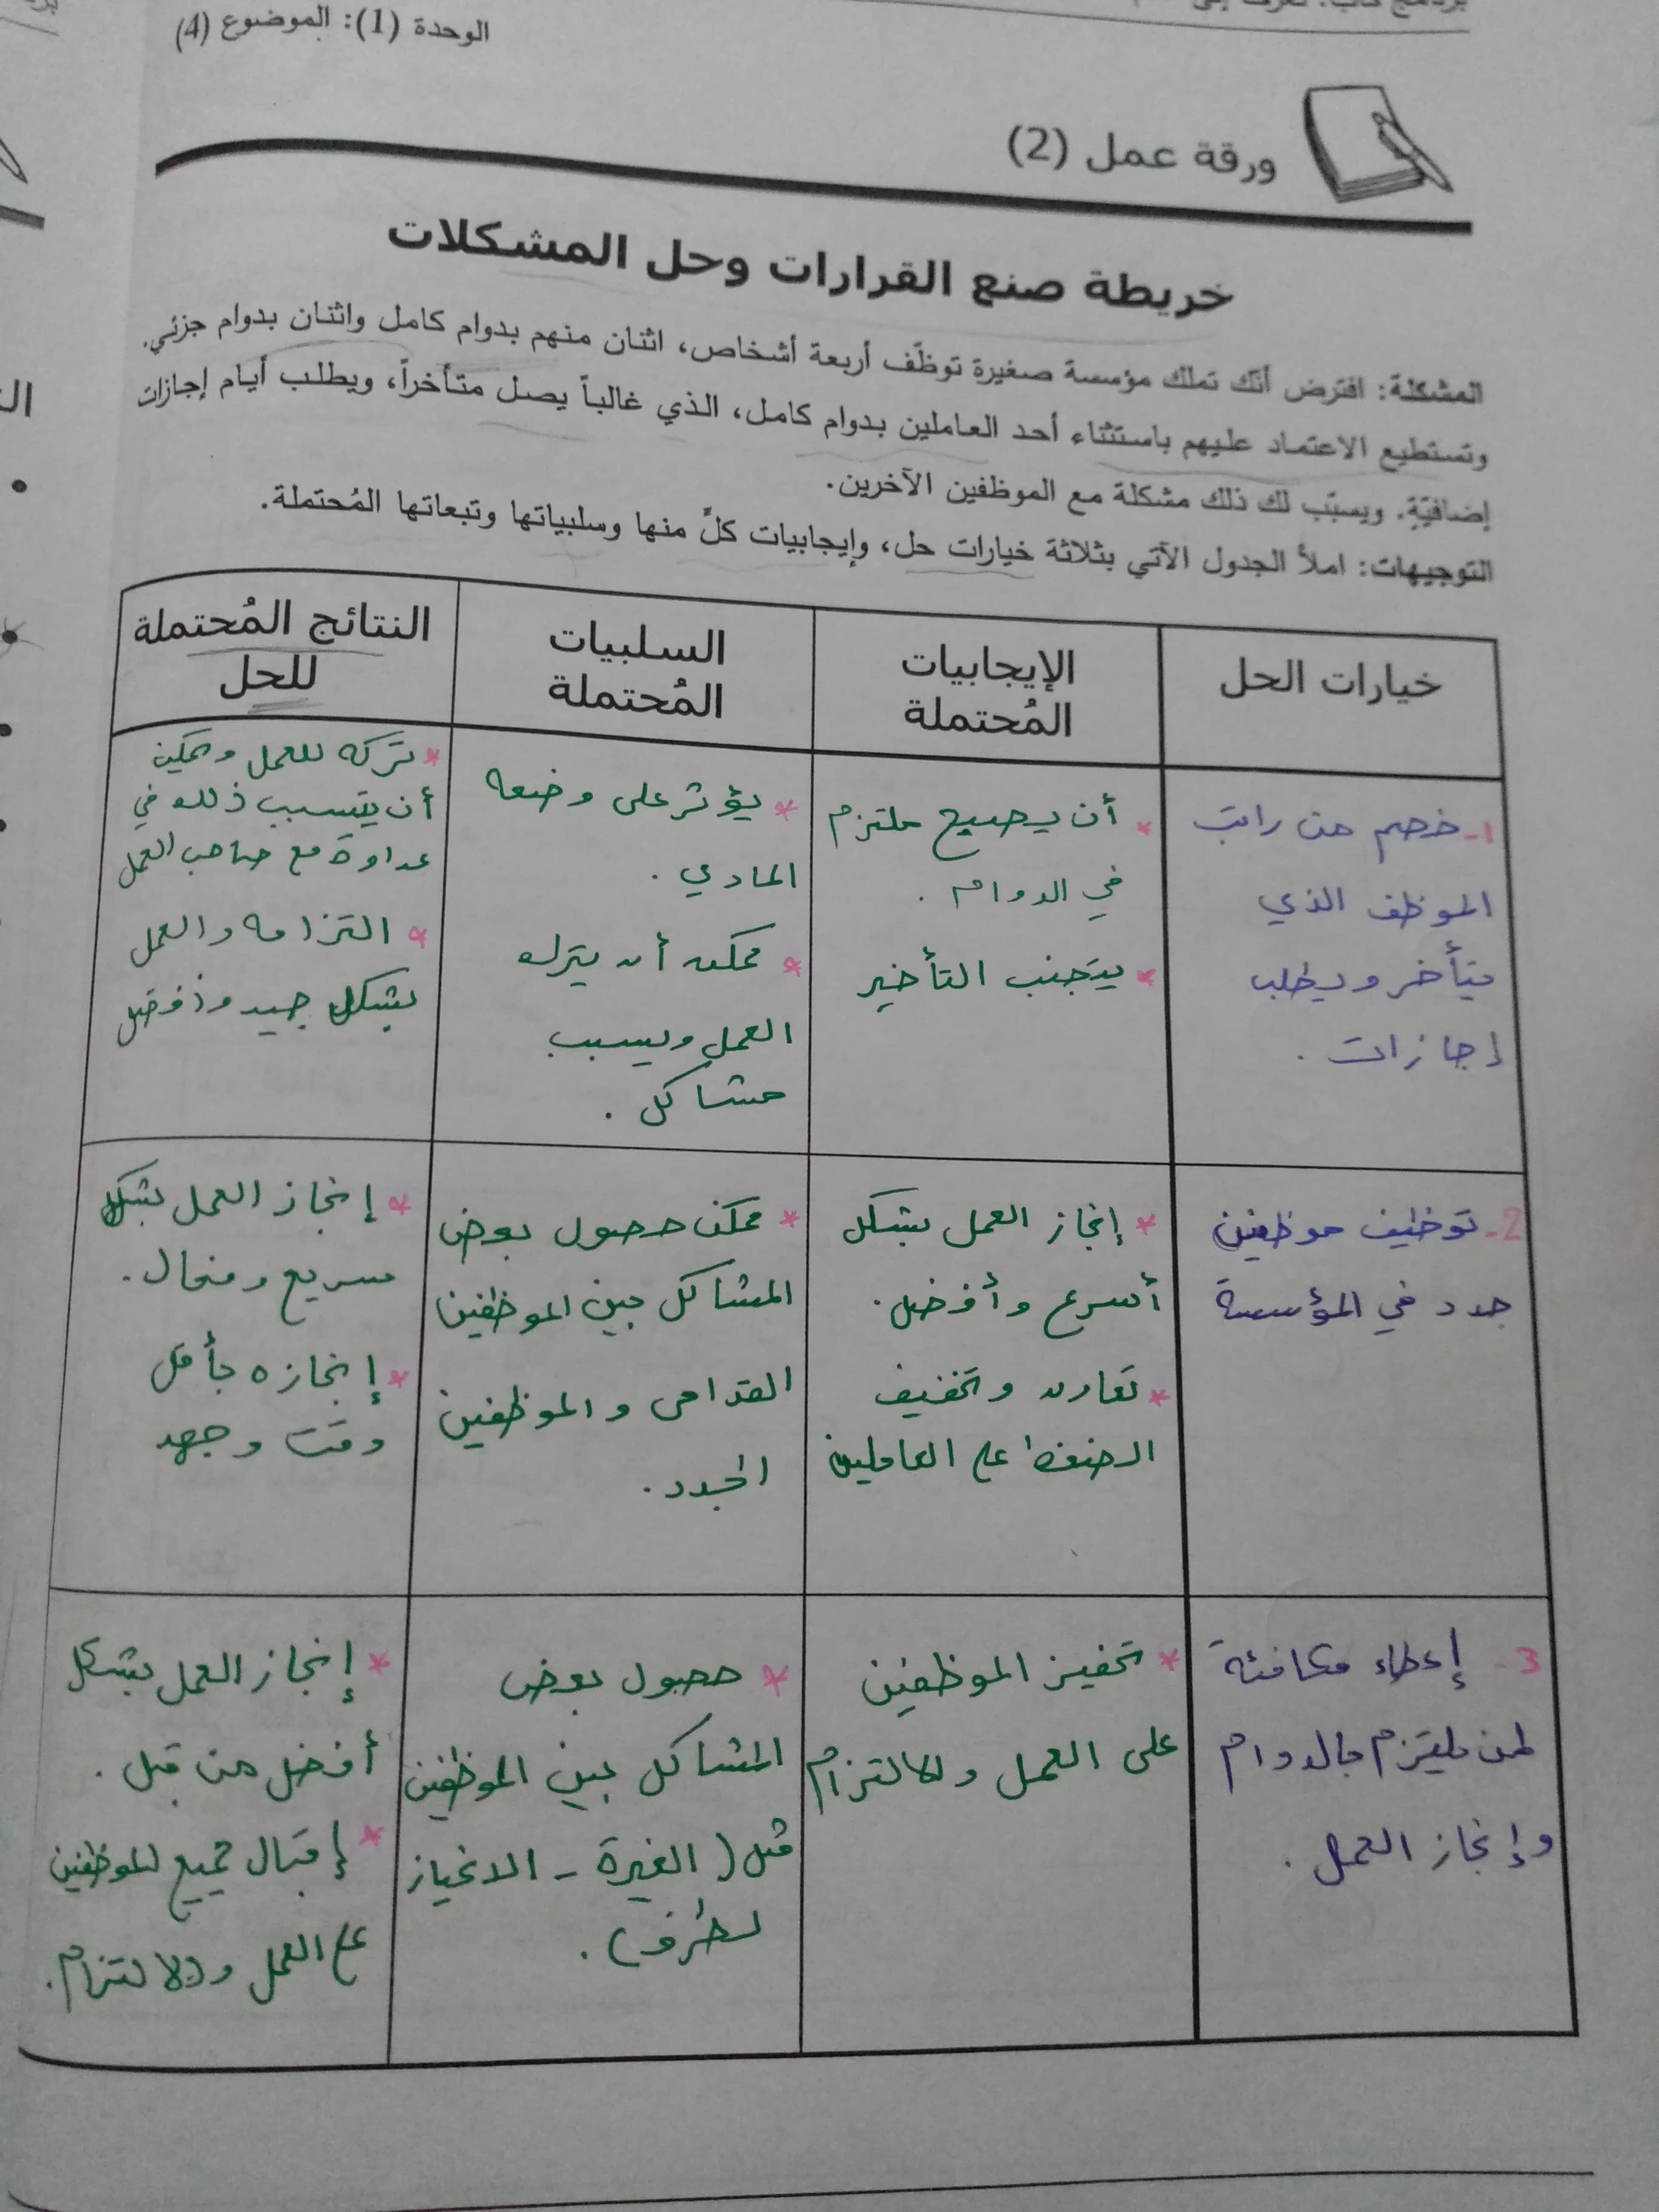 الوحدة (1): الموضوع (4)
ورقة عمل (2)
خريطة صنع القرارات وحل المشكلات
المشكلة: افترض أنّك تملك مؤسسة صغيرة توظّف أربعة أشخاص، اثنان منهم بدوام كامل واثنان بدوام جزئي.
وتستطيع الاعتماد عليهم باستثناء أحد العاملين بدوام كامل، الذي غالباً يصل متأخراً، ويطلب أيام إجازات
إضافيّةٍ. ويسبّب لك ذلك مشكلة مع الموظفين الآخرين.
التوجيهات: املأ الجدول الآتي بثلاثة خيارات حل، وإيجابيات كلٍّ منها وسلبياتها وتبعاتها المُحتملة.
خيارات الحل
الإيجابيات
المُحتملة
السلبيات
المُحتملة
النتائج المُحتملة
للحل
1- خصم من راتب
الموظف الذي
يتأخر ويطلب
إجازات .
* أن يصبح ملتزم
في الدوام .
* يتجنب التأخير
* يؤثر على وضعه
المادي .
* ممكن أن يترك
العمل ويسبب
مشاكل .
* تركه للعمل وممكن
أن يتسبب ذلك في
عداوة مع صاحب العمل
* التزامه والعمل
بشكل جيد وأفضل
2- توظيف موظفين
جدد في المؤسسة
* إنجاز العمل بشكل
أسرع وأفضل .
* تعاون وتخفيف
الضغط على العاملين
* ممكن حصول بعض
المشاكل بين الموظفين
القدامى والموظفين
الجدد .
* إنجاز العمل بشكل
سريع وفعال .
* إنجازه بأقل
وقت وجهد
3- إعطاء مكافئة
لمن يلتزم بالدوام
وإنجاز العمل .
* تحفيز الموظفين
على العمل والالتزام
* حصول بعض
المشاكل بين الموظفين
مثل ( الغيرة - الانحياز
لطرف ) .
* إنجاز العمل بشكل
أفضل من قبل .
* إقبال جميع الموظفين
على العمل والالتزام .